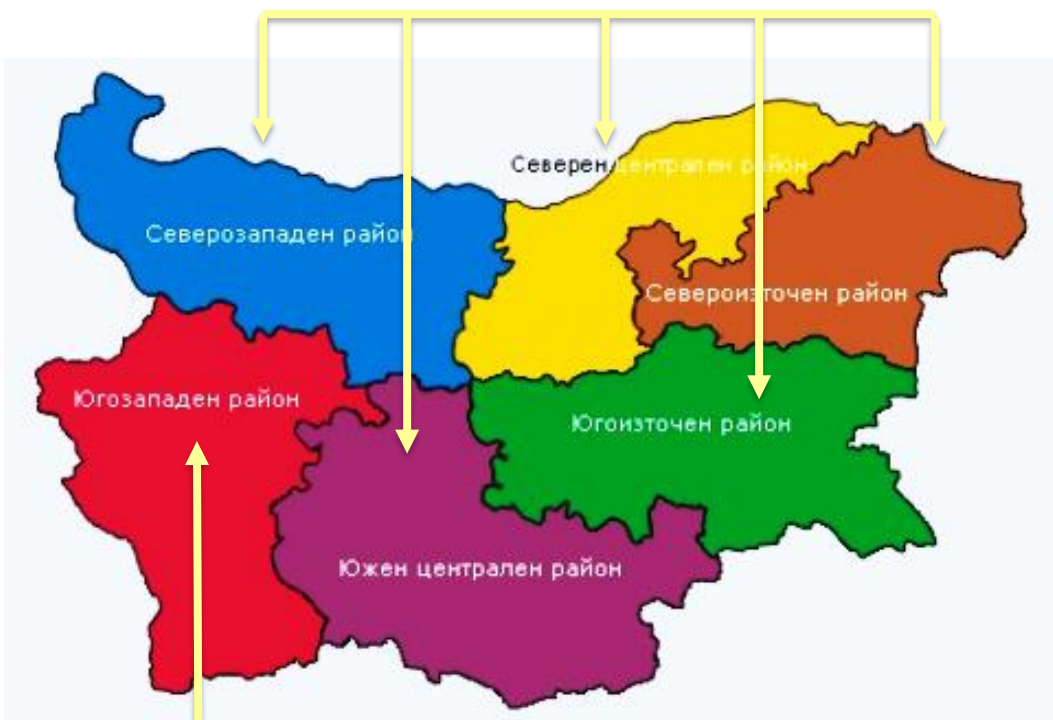 Северен централен район
Северозападен район
Североизточен район
Югозападен район
Югоизточен район
Южен централен район